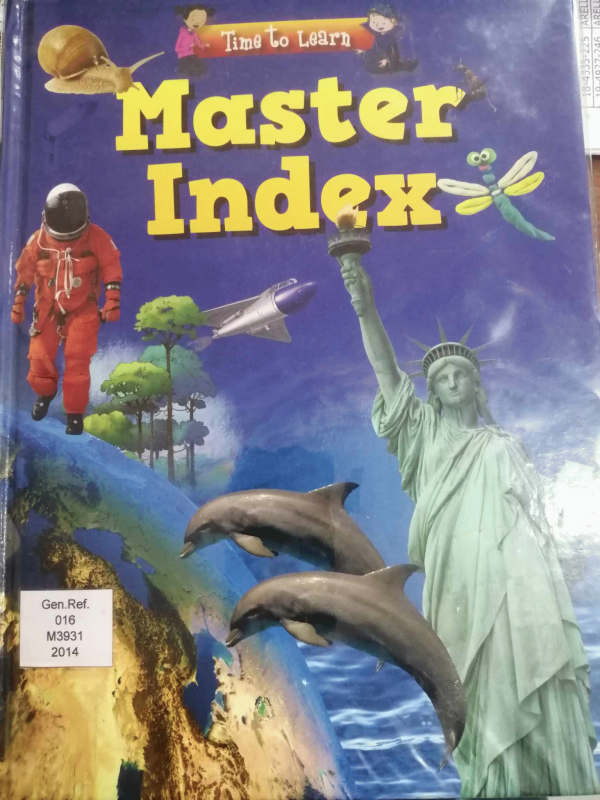 Time to Learn
Master
Index
Gen.Ref.
016
M3931
2014